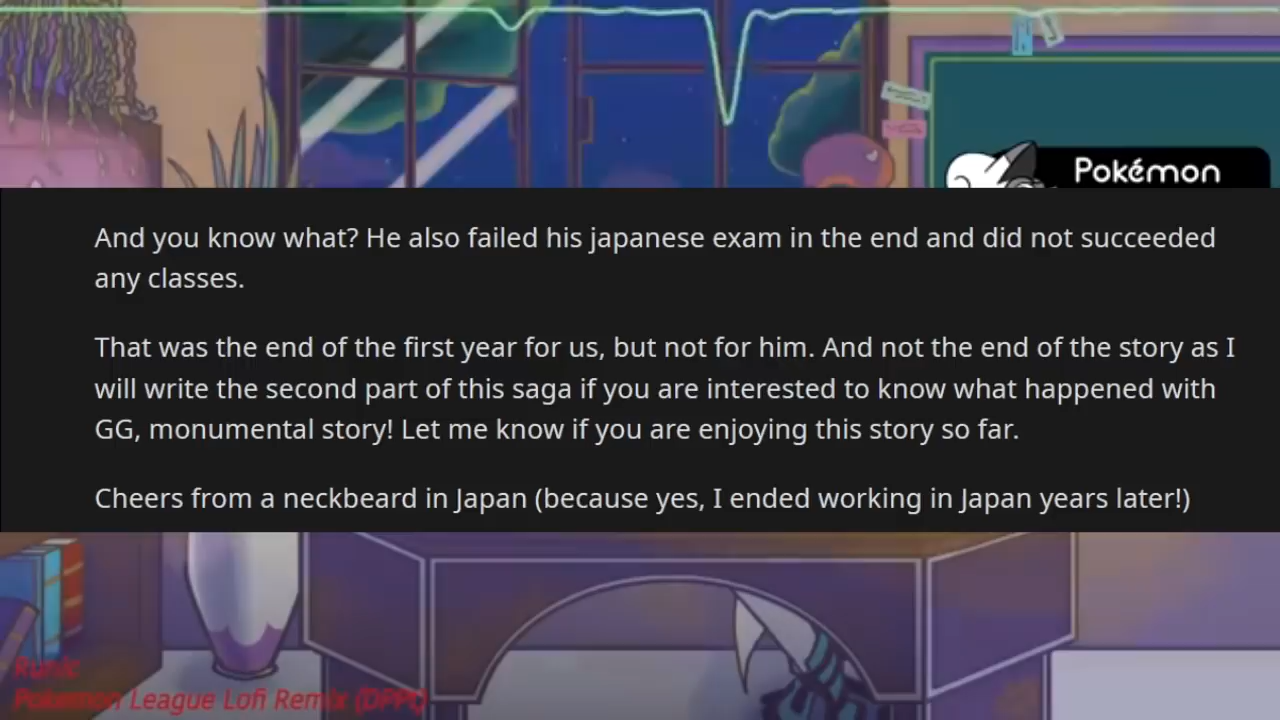 Pokémon
And you know what? He also failed his japanese exam in the end and did not succeeded
any classes.
That was the end of the first year for us, but not for him. And not the end of the story as I
will write the second part of this saga if you are interested to know what happened with
GG, monumental story! Let me know if you are enjoying this story so far.
Cheers from a neckbeard in Japan (because yes, I ended working in Japan years later!)
Runic
Pokemon League Lofi Remix (DPPt)